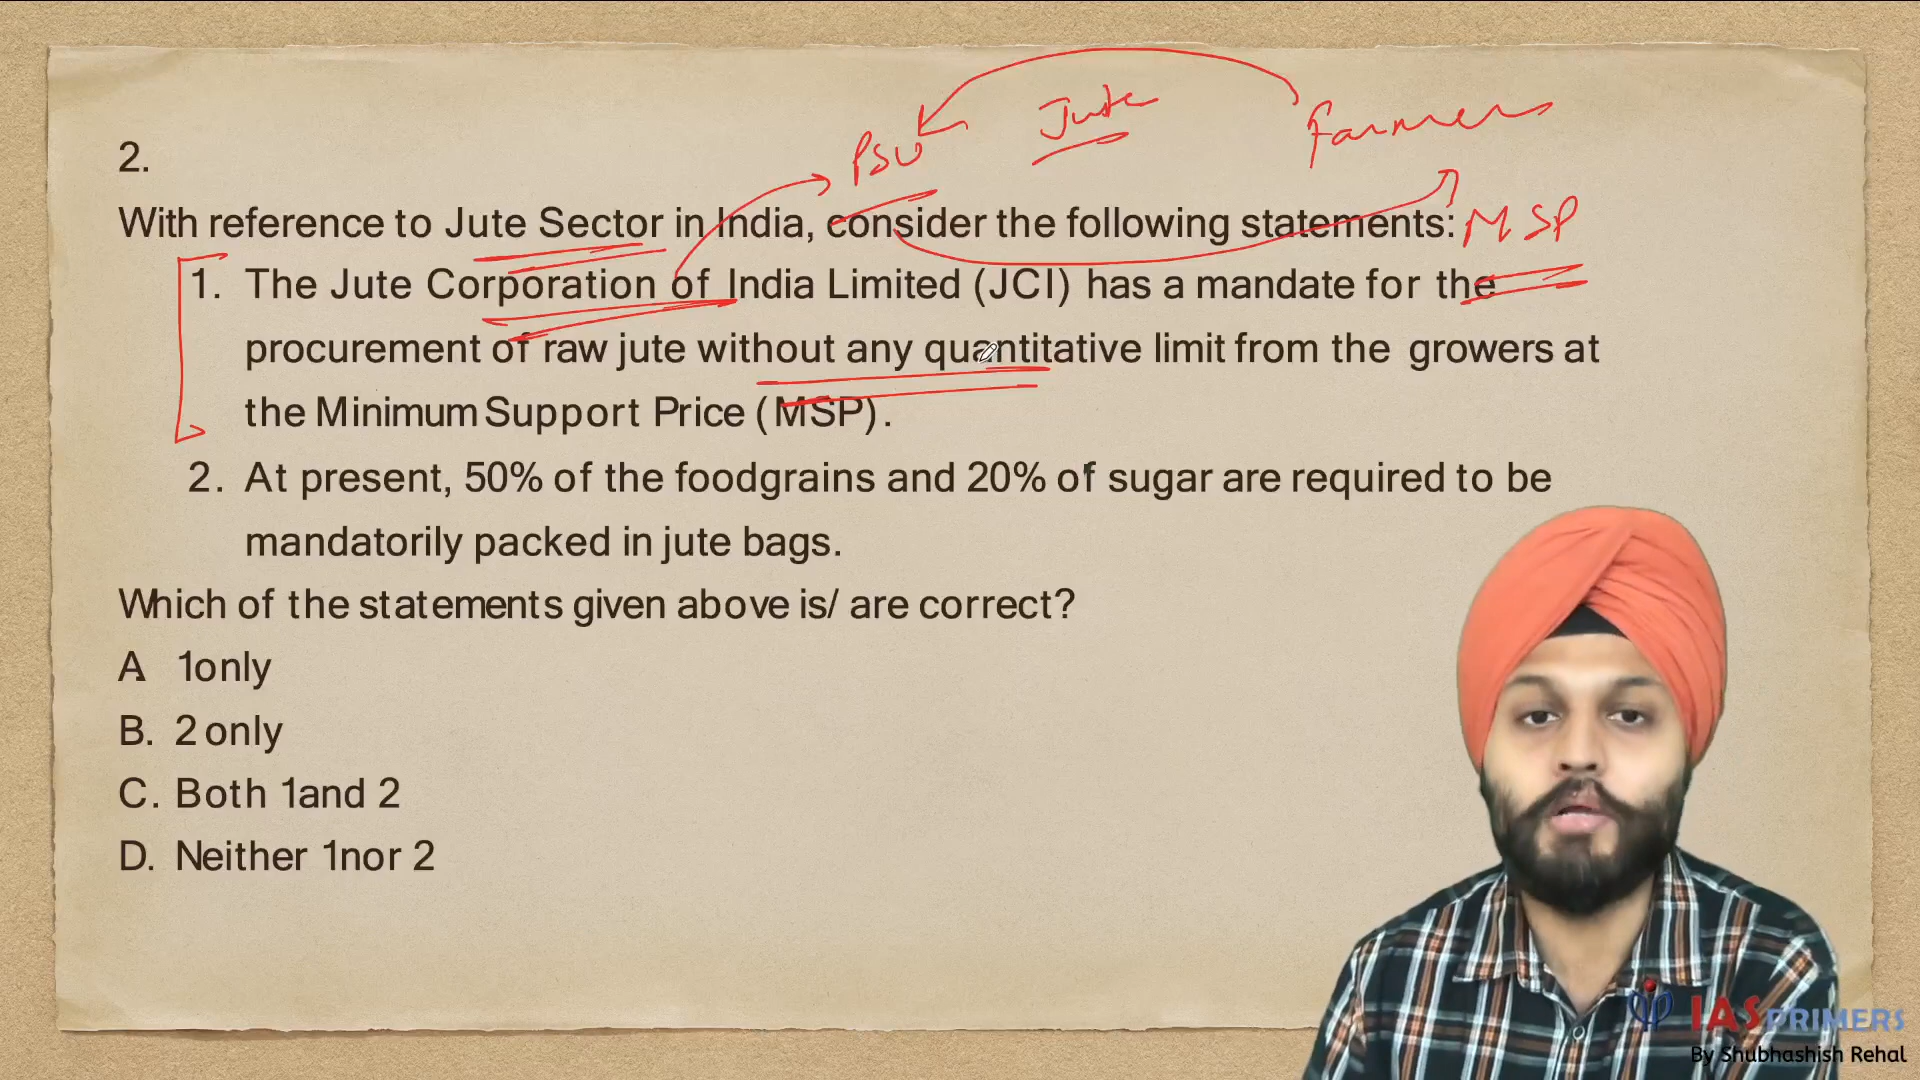 Jute
Farmers
PSU
2.
With reference to Jute Sector in India, consider the following statements:
MSP
1. The Jute Corporation of India Limited (JCI) has a mandate for the
procurement of raw jute without any quantitative limit from the growers at
the Minimum Support Price (MSP).
2. At present, 50% of the foodgrains and 20% of sugar are required to be
mandatorily packed in jute bags.
Which of the statements given above is/ are correct?
A. 1only
B. 2 only
C. Both 1and 2
D. Neither 1nor 2
IAS PRIMERS
By Shubhashish Rehal